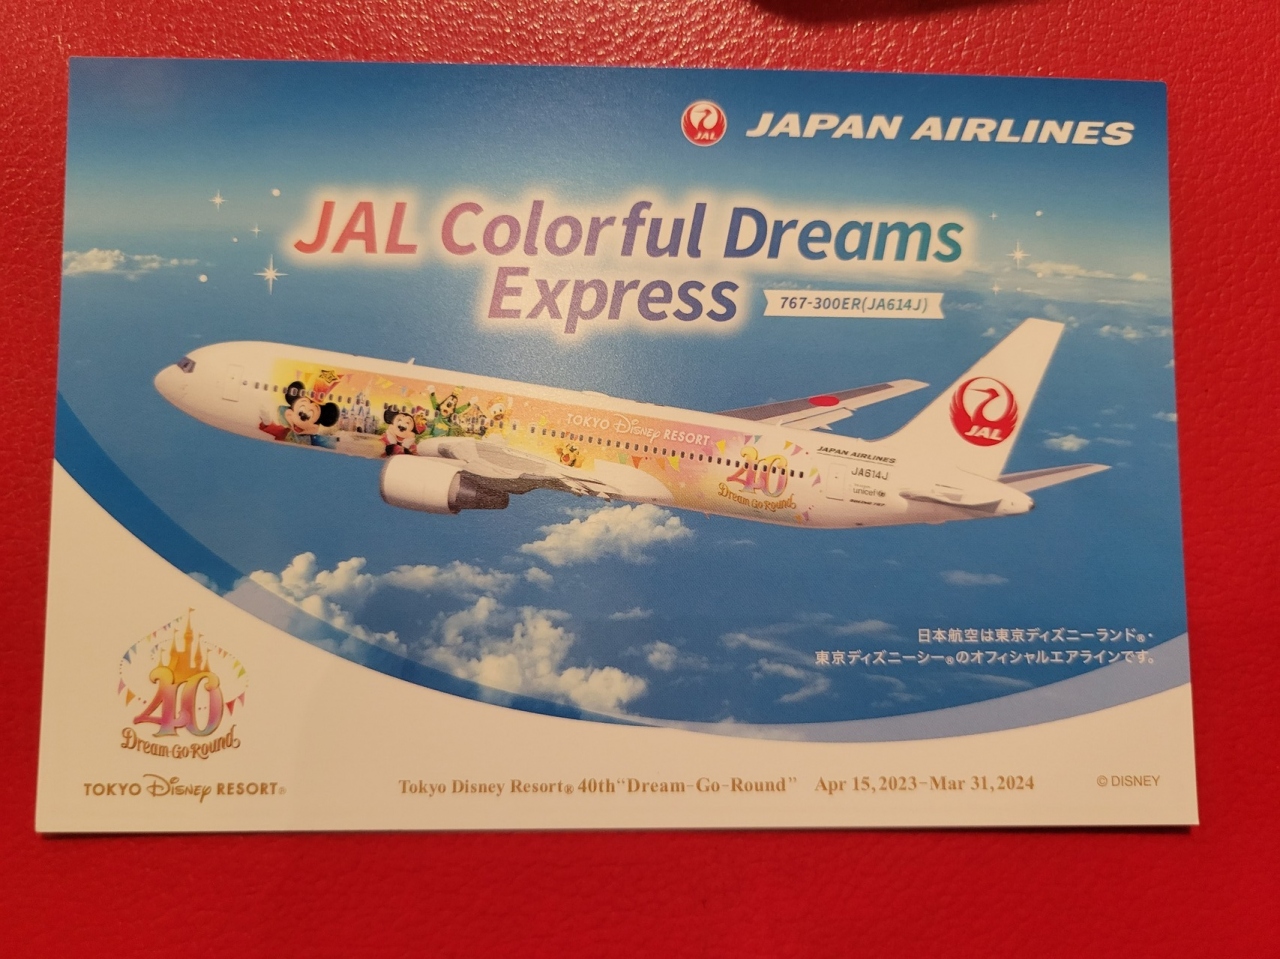 JAL
JAPAN AIRLINES
JAL Colorful Dreams
Express
767-300ER(JA614J)
TOKYO Disney RESORT
40
Dream-Go-Round
JAPAN AIRLINES
JA614J
unicef
JAL
日本航空は東京ディズニーランド®・
東京ディズニーシー®のオフィシャルエアラインです。
40
Dream-Go-Round
TOKYO Disney RESORT®
Tokyo Disney Resort® 40th“Dream-Go-Round” Apr 15,2023-Mar 31,2024
© DISNEY